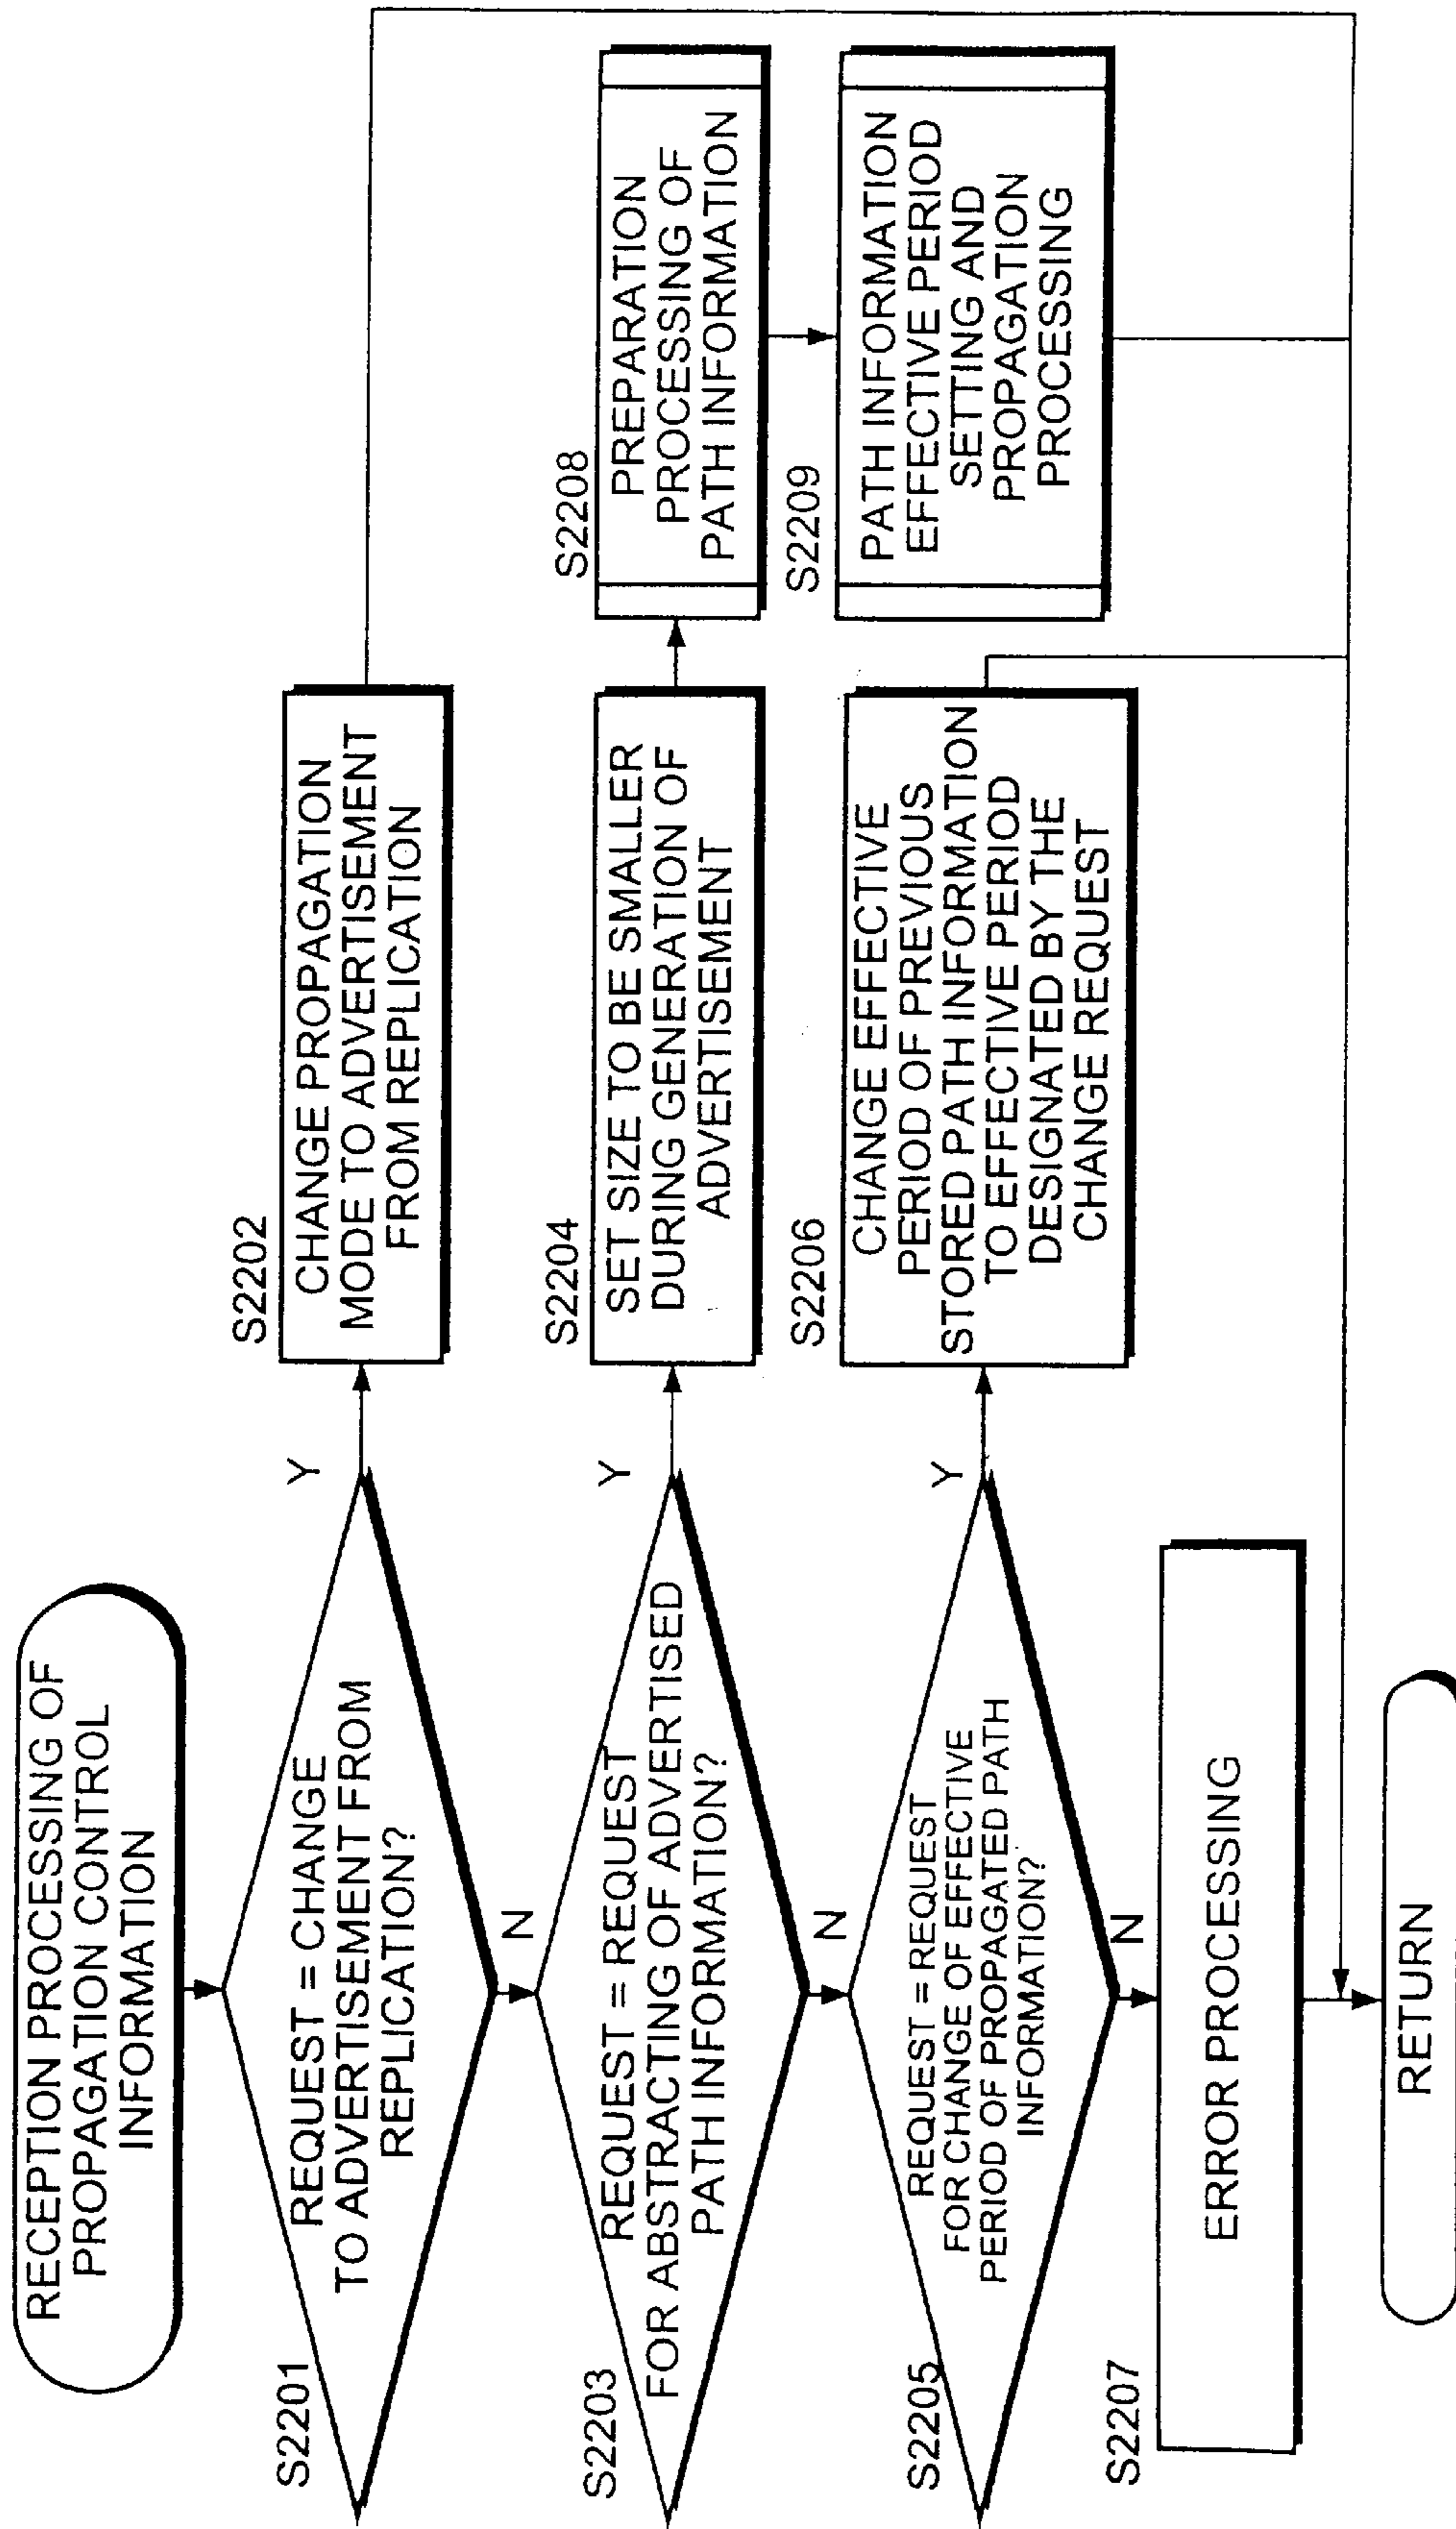 RECEPTION PROCESSING OF
PROPAGATION CONTROL
INFORMATION
S2201
REQUEST = CHANGE
TO ADVERTISEMENT FROM
REPLICATION?
Y
N
S2202
CHANGE PROPAGATION
MODE TO ADVERTISEMENT
FROM REPLICATION
S2203
REQUEST = REQUEST
FOR ABSTRACTING OF ADVERTISED
PATH INFORMATION?
Y
N
S2204
SET SIZE TO BE SMALLER
DURING GENERATION OF
ADVERTISEMENT
S2208
PREPARATION
PROCESSING OF
PATH INFORMATION
S2205
REQUEST = REQUEST
FOR CHANGE OF EFFECTIVE
PERIOD OF PROPAGATED PATH
INFORMATION?
Y
N
S2206
CHANGE EFFECTIVE
PERIOD OF PREVIOUS
STORED PATH INFORMATION
TO EFFECTIVE PERIOD
DESIGNATED BY THE
CHANGE REQUEST
S2209
PATH INFORMATION
EFFECTIVE PERIOD
SETTING AND
PROPAGATION
PROCESSING
S2207
ERROR PROCESSING
RETURN